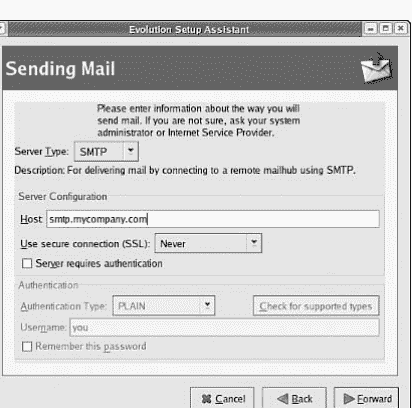 Evolution Setup Assistant
Sending Mail
Please enter information about the way you will
send mail. If you are not sure, ask your system
administrator or Internet Service Provider.
Server Type: SMTP
Description: For delivering mail by connecting to a remote mailhub using SMTP.
Server Configuration
Host: smtp.mycompany.com
Use secure connection (SSL): Never
Server requires authentication
Authentication
Authentication Type: PLAIN Check for supported types
Username: you
Remember this password
Cancel Back Forward